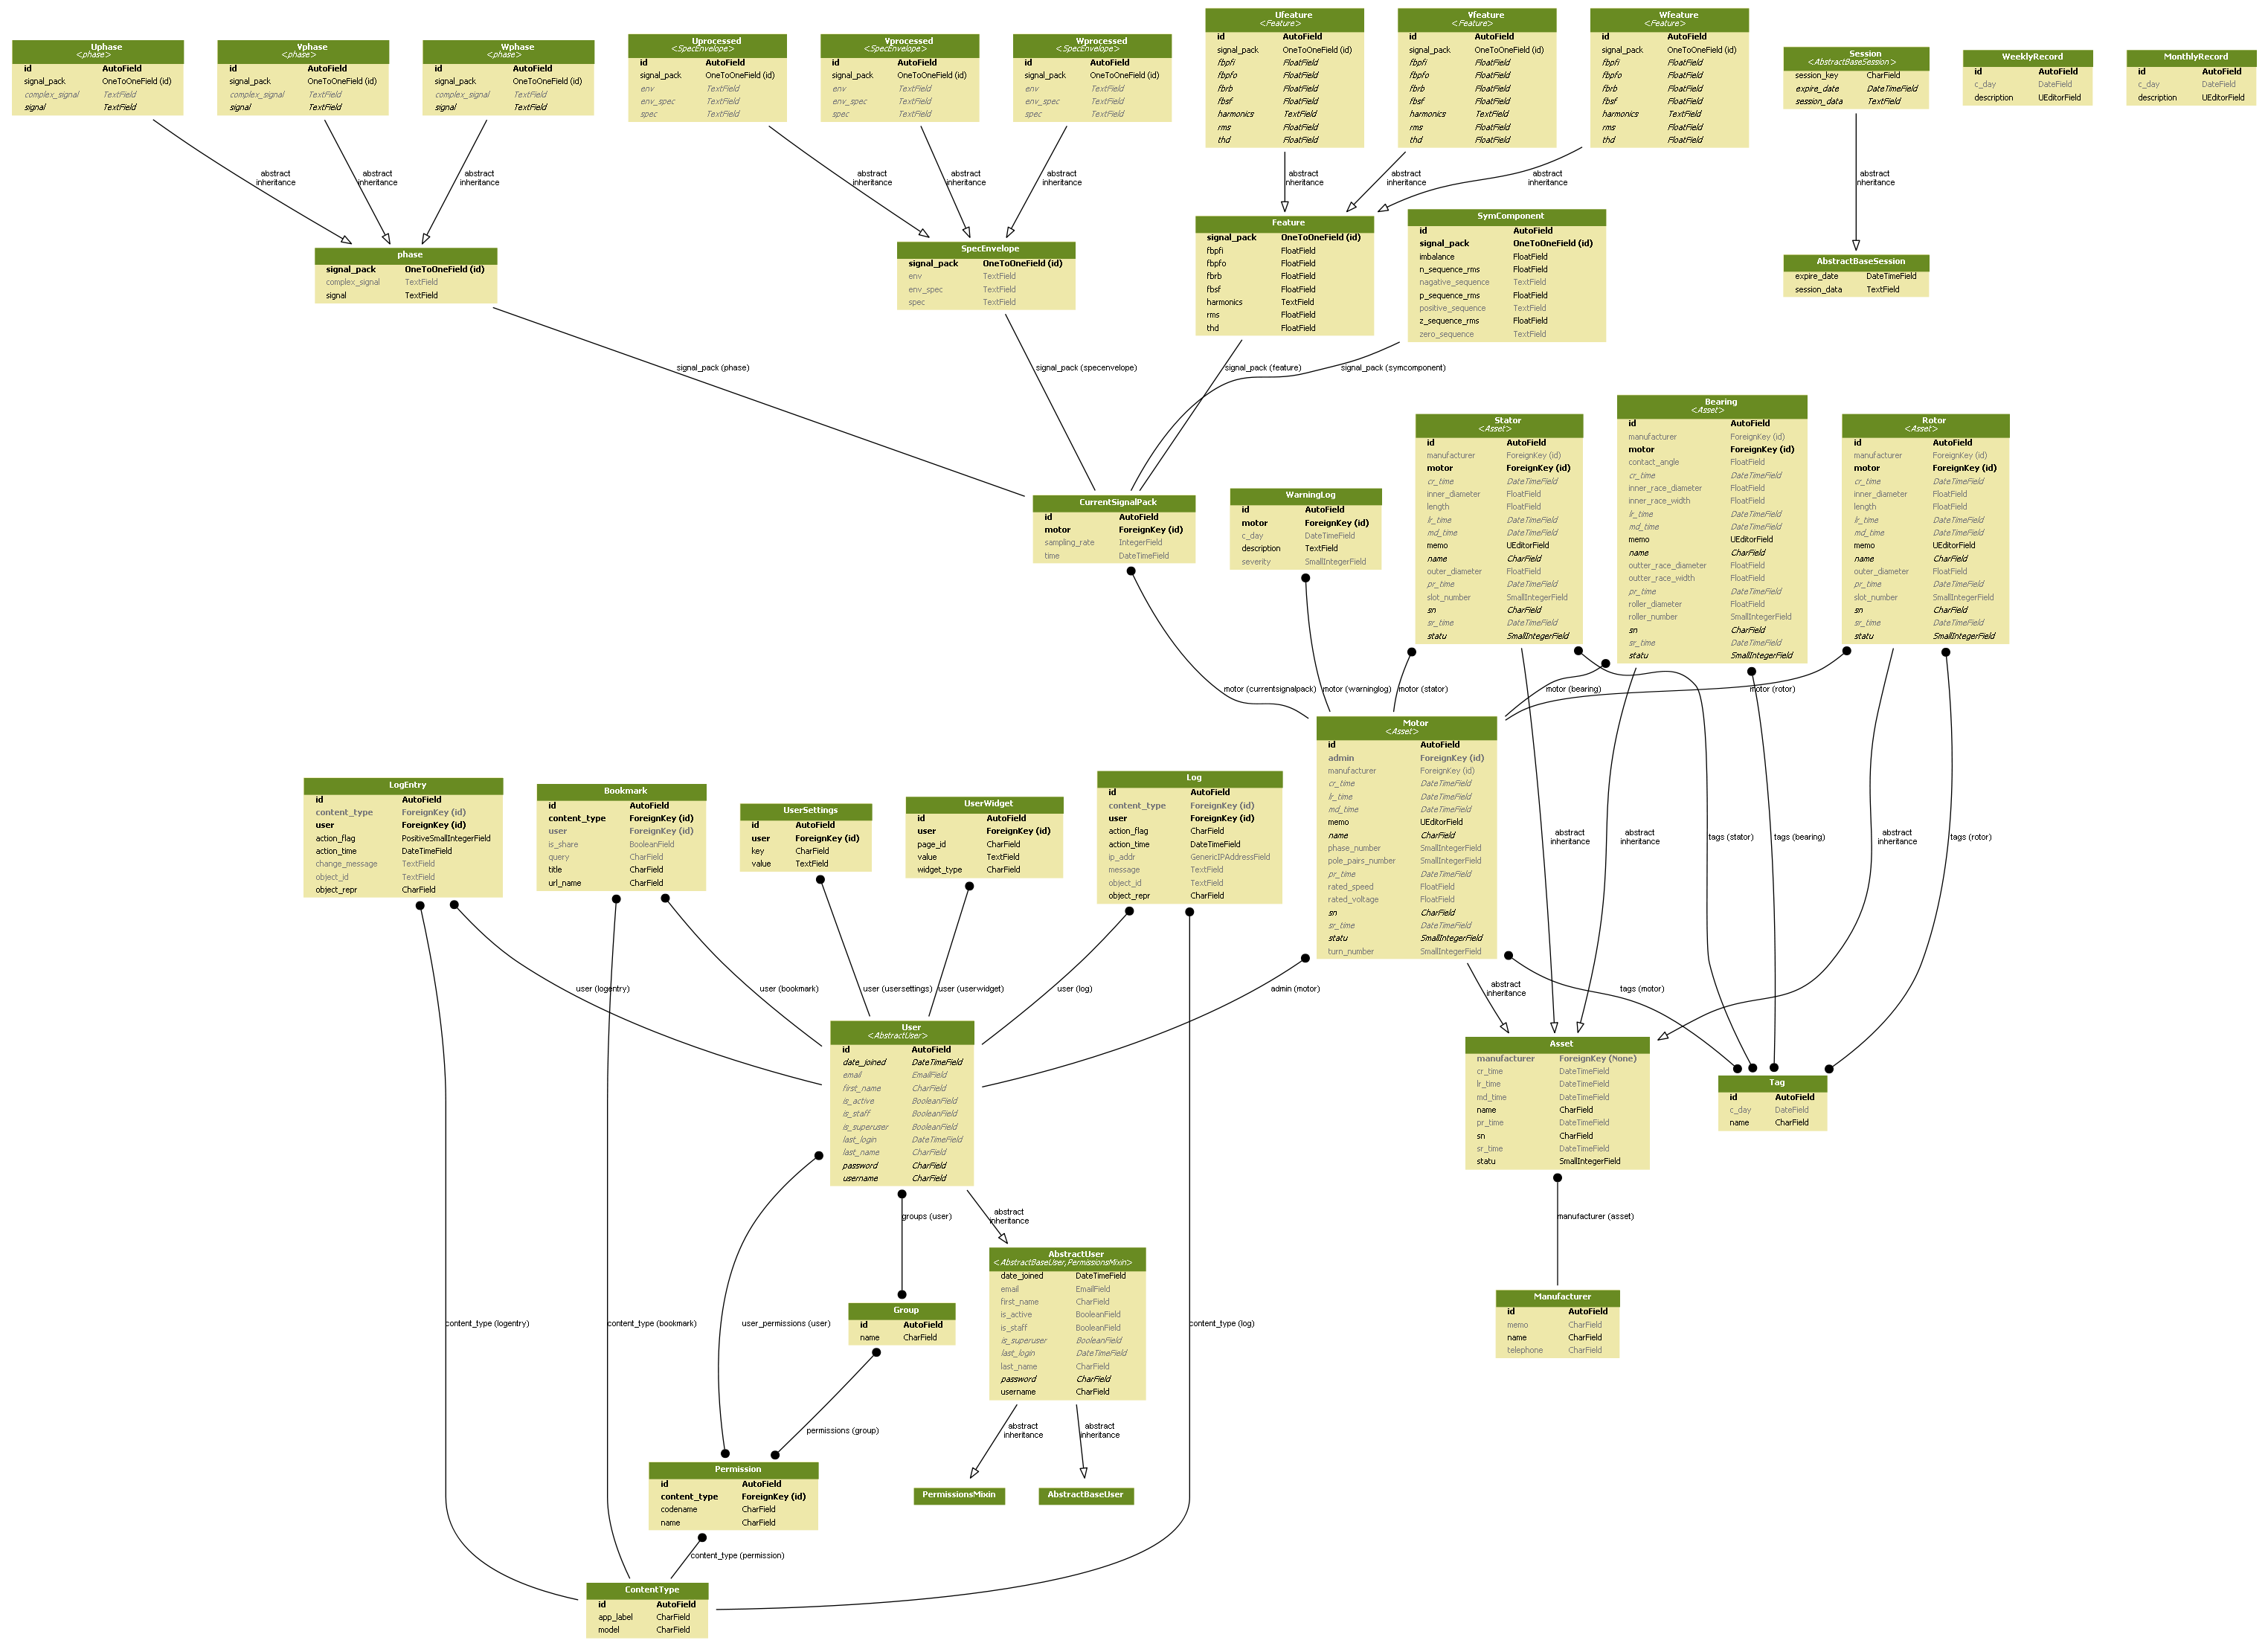 Uphase
<phase>
id AutoField
signal_pack OneToOneField (id)
complex_signal TextField
signal TextField
Vphase
<phase>
id AutoField
signal_pack OneToOneField (id)
complex_signal TextField
signal TextField
Wphase
<phase>
id AutoField
signal_pack OneToOneField (id)
complex_signal TextField
signal TextField
Uprocessed
<SpecEnvelope>
id AutoField
signal_pack OneToOneField (id)
env TextField
env_spec TextField
spec TextField
Vprocessed
<SpecEnvelope>
id AutoField
signal_pack OneToOneField (id)
env TextField
env_spec TextField
spec TextField
Wprocessed
<SpecEnvelope>
id AutoField
signal_pack OneToOneField (id)
env TextField
env_spec TextField
spec TextField
Ufeature
<Feature>
id AutoField
signal_pack OneToOneField (id)
fbpfi FloatField
fbpfo FloatField
fbrb FloatField
fbsf FloatField
harmonics TextField
rms FloatField
thd FloatField
Vfeature
<Feature>
id AutoField
signal_pack OneToOneField (id)
fbpfi FloatField
fbpfo FloatField
fbrb FloatField
fbsf FloatField
harmonics TextField
rms FloatField
thd FloatField
Wfeature
<Feature>
id AutoField
signal_pack OneToOneField (id)
fbpfi FloatField
fbpfo FloatField
fbrb FloatField
fbsf FloatField
harmonics TextField
rms FloatField
thd FloatField
Session
<AbstractBaseSession>
session_key CharField
expire_date DateTimeField
session_data TextField
WeeklyRecord
id AutoField
c_day DateField
description UEditorField
MonthlyRecord
id AutoField
c_day DateField
description UEditorField
abstract
inheritance
abstract
inheritance
abstract
inheritance
abstract
inheritance
abstract
inheritance
abstract
inheritance
abstract
inheritance
abstract
inheritance
abstract
inheritance
abstract
inheritance
phase
signal_pack OneToOneField (id)
complex_signal TextField
signal TextField
SpecEnvelope
signal_pack OneToOneField (id)
env TextField
env_spec TextField
spec TextField
Feature
signal_pack OneToOneField (id)
fbpfi FloatField
fbpfo FloatField
fbrb FloatField
fbsf FloatField
harmonics TextField
rms FloatField
thd FloatField
SymComponent
id AutoField
signal_pack OneToOneField (id)
imbalance FloatField
n_sequence_rms FloatField
nagative_sequence TextField
p_sequence_rms FloatField
positive_sequence TextField
z_sequence_rms FloatField
zero_sequence TextField
AbstractBaseSession
expire_date DateTimeField
session_data TextField
signal_pack (phase)
signal_pack (specenvelope)
signal_pack (feature)
signal_pack (symcomponent)
CurrentSignalPack
id AutoField
motor ForeignKey (id)
sampling_rate IntegerField
time DateTimeField
WarningLog
id AutoField
motor ForeignKey (id)
c_day DateTimeField
description TextField
severity SmallIntegerField
Stator
<Asset>
id AutoField
manufacturer ForeignKey (id)
motor ForeignKey (id)
cr_time DateTimeField
inner_diameter FloatField
length FloatField
lr_time DateTimeField
md_time DateTimeField
memo UEditorField
name CharField
outer_diameter FloatField
pr_time DateTimeField
slot_number SmallIntegerField
sn CharField
sr_time DateTimeField
statu SmallIntegerField
Bearing
<Asset>
id AutoField
manufacturer ForeignKey (id)
motor ForeignKey (id)
contact_angle FloatField
cr_time DateTimeField
inner_race_diameter FloatField
inner_race_width FloatField
lr_time DateTimeField
md_time DateTimeField
memo UEditorField
name CharField
outter_race_diameter FloatField
outter_race_width FloatField
pr_time DateTimeField
roller_diameter FloatField
roller_number SmallIntegerField
sn CharField
sr_time DateTimeField
statu SmallIntegerField
Rotor
<Asset>
id AutoField
manufacturer ForeignKey (id)
motor ForeignKey (id)
cr_time DateTimeField
inner_diameter FloatField
length FloatField
lr_time DateTimeField
md_time DateTimeField
memo UEditorField
name CharField
outer_diameter FloatField
pr_time DateTimeField
slot_number SmallIntegerField
sn CharField
sr_time DateTimeField
statu SmallIntegerField
motor (currentsignalpack)
motor (warninglog)
motor (stator)
motor (bearing)
motor (rotor)
LogEntry
id AutoField
content_type ForeignKey (id)
user ForeignKey (id)
action_flag PositiveSmallIntegerField
action_time DateTimeField
change_message TextField
object_id TextField
object_repr CharField
Bookmark
id AutoField
content_type ForeignKey (id)
user ForeignKey (id)
is_share BooleanField
query CharField
title CharField
url_name CharField
UserSettings
id AutoField
user ForeignKey (id)
key CharField
value TextField
UserWidget
id AutoField
user ForeignKey (id)
page_id CharField
value TextField
widget_type CharField
Log
id AutoField
content_type ForeignKey (id)
user ForeignKey (id)
action_flag CharField
action_time DateTimeField
ip_addr GenericIPAddressField
message TextField
object_id TextField
object_repr CharField
Motor
<Asset>
id AutoField
admin ForeignKey (id)
manufacturer ForeignKey (id)
cr_time DateTimeField
lr_time DateTimeField
md_time DateTimeField
memo UEditorField
name CharField
phase_number SmallIntegerField
pole_pairs_number SmallIntegerField
pr_time DateTimeField
rated_speed FloatField
rated_voltage FloatField
sn CharField
sr_time DateTimeField
statu SmallIntegerField
turn_number SmallIntegerField
abstract
inheritance
abstract
inheritance
tags (stator)
tags (bearing)
abstract
inheritance
tags (rotor)
user (logentry)
user (bookmark)
user (usersettings)
user (userwidget)
user (log)
admin (motor)
abstract
inheritance
tags (motor)
User
<AbstractUser>
id AutoField
date_joined DateTimeField
email EmailField
first_name CharField
is_active BooleanField
is_staff BooleanField
is_superuser BooleanField
last_login DateTimeField
last_name CharField
password CharField
username CharField
Asset
manufacturer ForeignKey (None)
cr_time DateTimeField
lr_time DateTimeField
md_time DateTimeField
name CharField
pr_time DateTimeField
sn CharField
sr_time DateTimeField
statu SmallIntegerField
Tag
id AutoField
c_day DateField
name CharField
groups (user)
abstract
inheritance
manufacturer (asset)
AbstractUser
<AbstractBaseUser,PermissionsMixin>
date_joined DateTimeField
email EmailField
first_name CharField
is_active BooleanField
is_staff BooleanField
is_superuser BooleanField
last_login DateTimeField
last_name CharField
password CharField
username CharField
Group
id AutoField
name CharField
Manufacturer
id AutoField
memo CharField
name CharField
telephone CharField
content_type (logentry)
content_type (bookmark)
user_permissions (user)
content_type (log)
permissions (group)
abstract
inheritance
abstract
inheritance
Permission
id AutoField
content_type ForeignKey (id)
codename CharField
name CharField
PermissionsMixin
AbstractBaseUser
content_type (permission)
ContentType
id AutoField
app_label CharField
model CharField